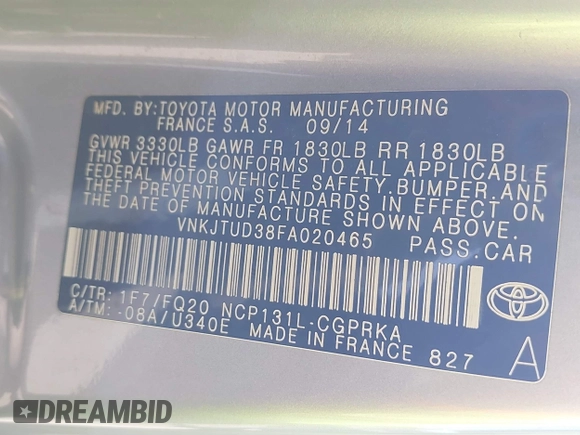 MFD. BY:TOYOTA MOTOR MANUFACTURING
FRANCE S.A.S. 09/14
GVWR 3330LB GAWR FR 1830LB RR 1830LB
THIS VEHICLE CONFORMS TO ALL APPLICABLE
FEDERAL MOTOR VEHICLE SAFETY,BUMPER,AND
THEFT PREVENTION STANDARDS IN EFFECT ON
THE DATE OF MANUFACTURE SHOWN ABOVE.
VNKJTUD38FA020465 PASS.CAR
C/TR: 1F7/FQ20 NCP131L-CGPRKA
A/TM: -08A/U340E MADE IN FRANCE 827
TOYOTA
A
DREAMBID